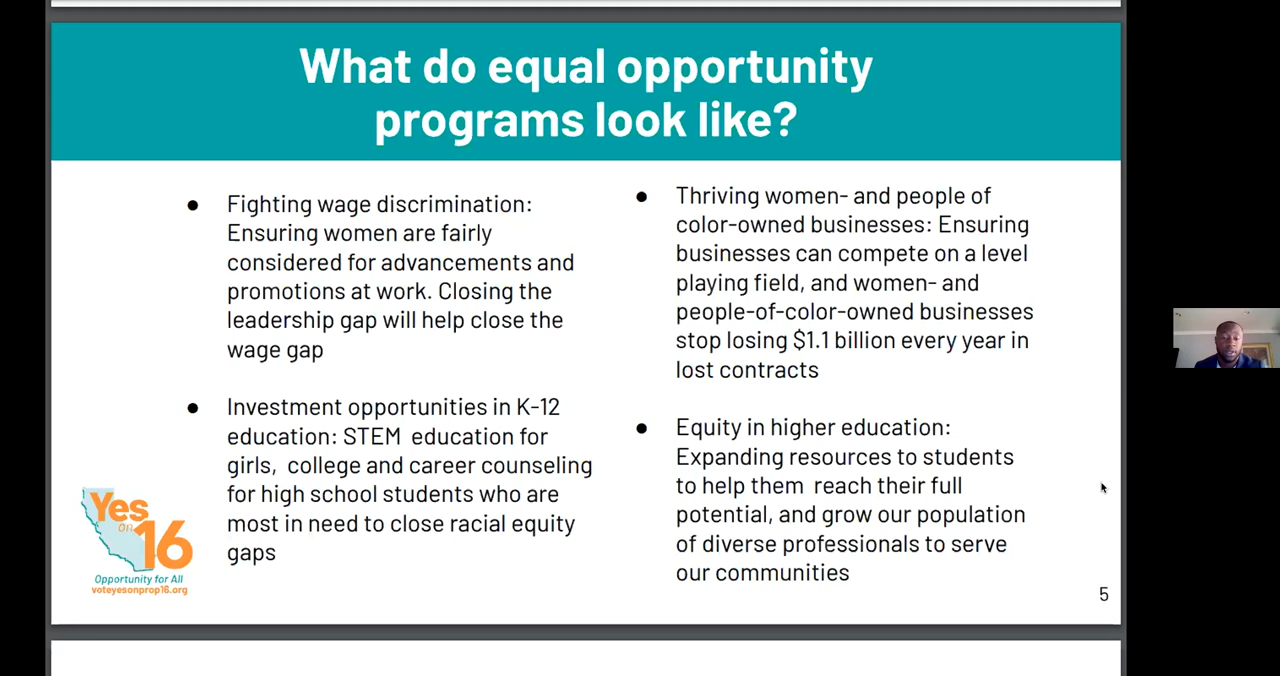 What do equal opportunity
programs look like?
● Fighting wage discrimination:
Ensuring women are fairly
considered for advancements and
promotions at work. Closing the
leadership gap will help close the
wage gap
● Investment opportunities in K-12
education: STEM education for
girls, college and career counseling
for high school students who are
most in need to close racial equity
gaps
● Thriving women- and people of
color-owned businesses: Ensuring
businesses can compete on a level
playing field, and women- and
people-of-color-owned businesses
stop losing $1.1 billion every year in
lost contracts
● Equity in higher education:
Expanding resources to students
to help them reach their full
potential, and grow our population
of diverse professionals to serve
our communities
Yes
on
16
Opportunity for All
voteyesonprop16.org
5